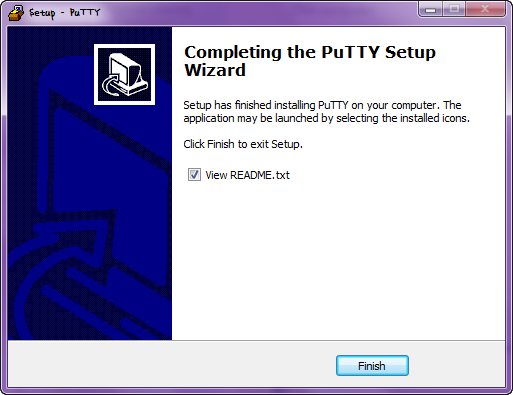 Setup - PuTTY
Completing the PuTTY Setup
Wizard
Setup has finished installing PuTTY on your computer. The
application may be launched by selecting the installed icons.
Click Finish to exit Setup.
View README.txt
Finish